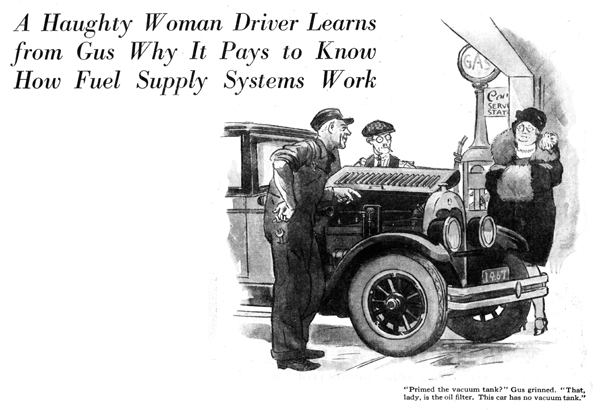 A Haughty Woman Driver Learns
from Gus Why It Pays to Know
How Fuel Supply Systems Work
GAS
SERV
STAT
1467
"Primed the vacuum tank?" Gus grinned. "That,
lady, is the oil filter. This car has no vacuum tank."